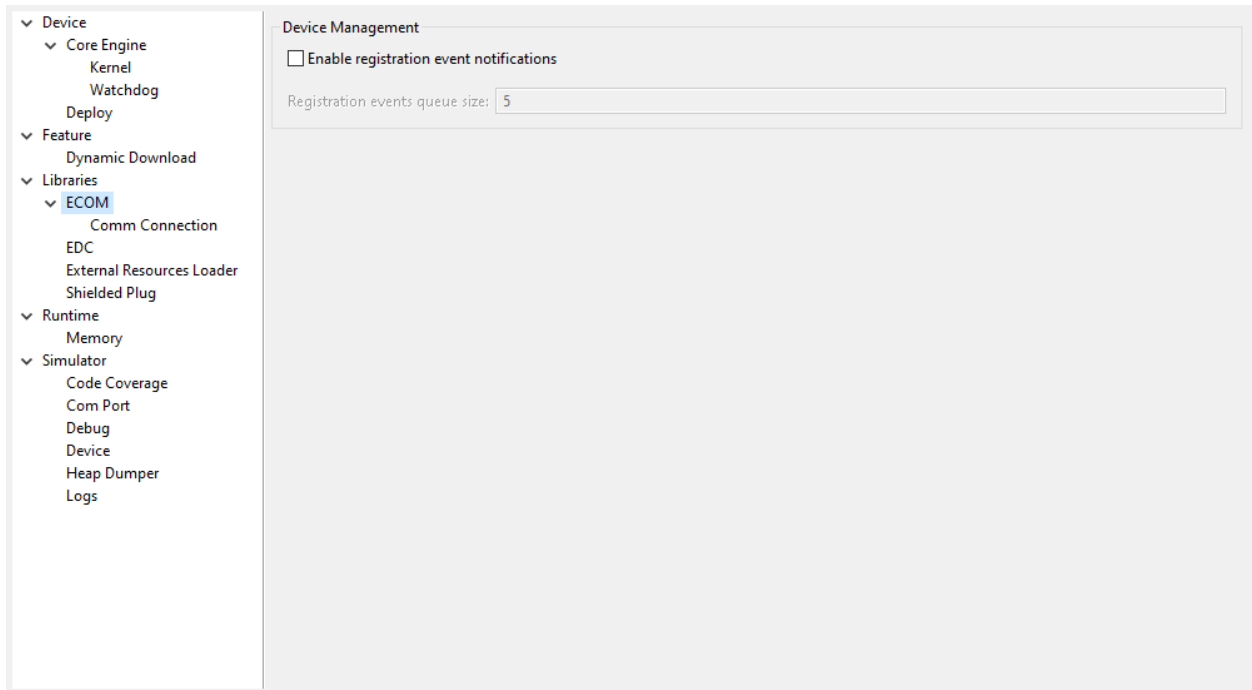 Device
Core Engine
Kernel
Watchdog
Deploy
Feature
Dynamic Download
Libraries
ECOM
Comm Connection
EDC
External Resources Loader
Shielded Plug
Runtime
Memory
Simulator
Code Coverage
Com Port
Debug
Device
Heap Dumper
Logs
Device Management
Enable registration event notifications
Registration events queue size: 5